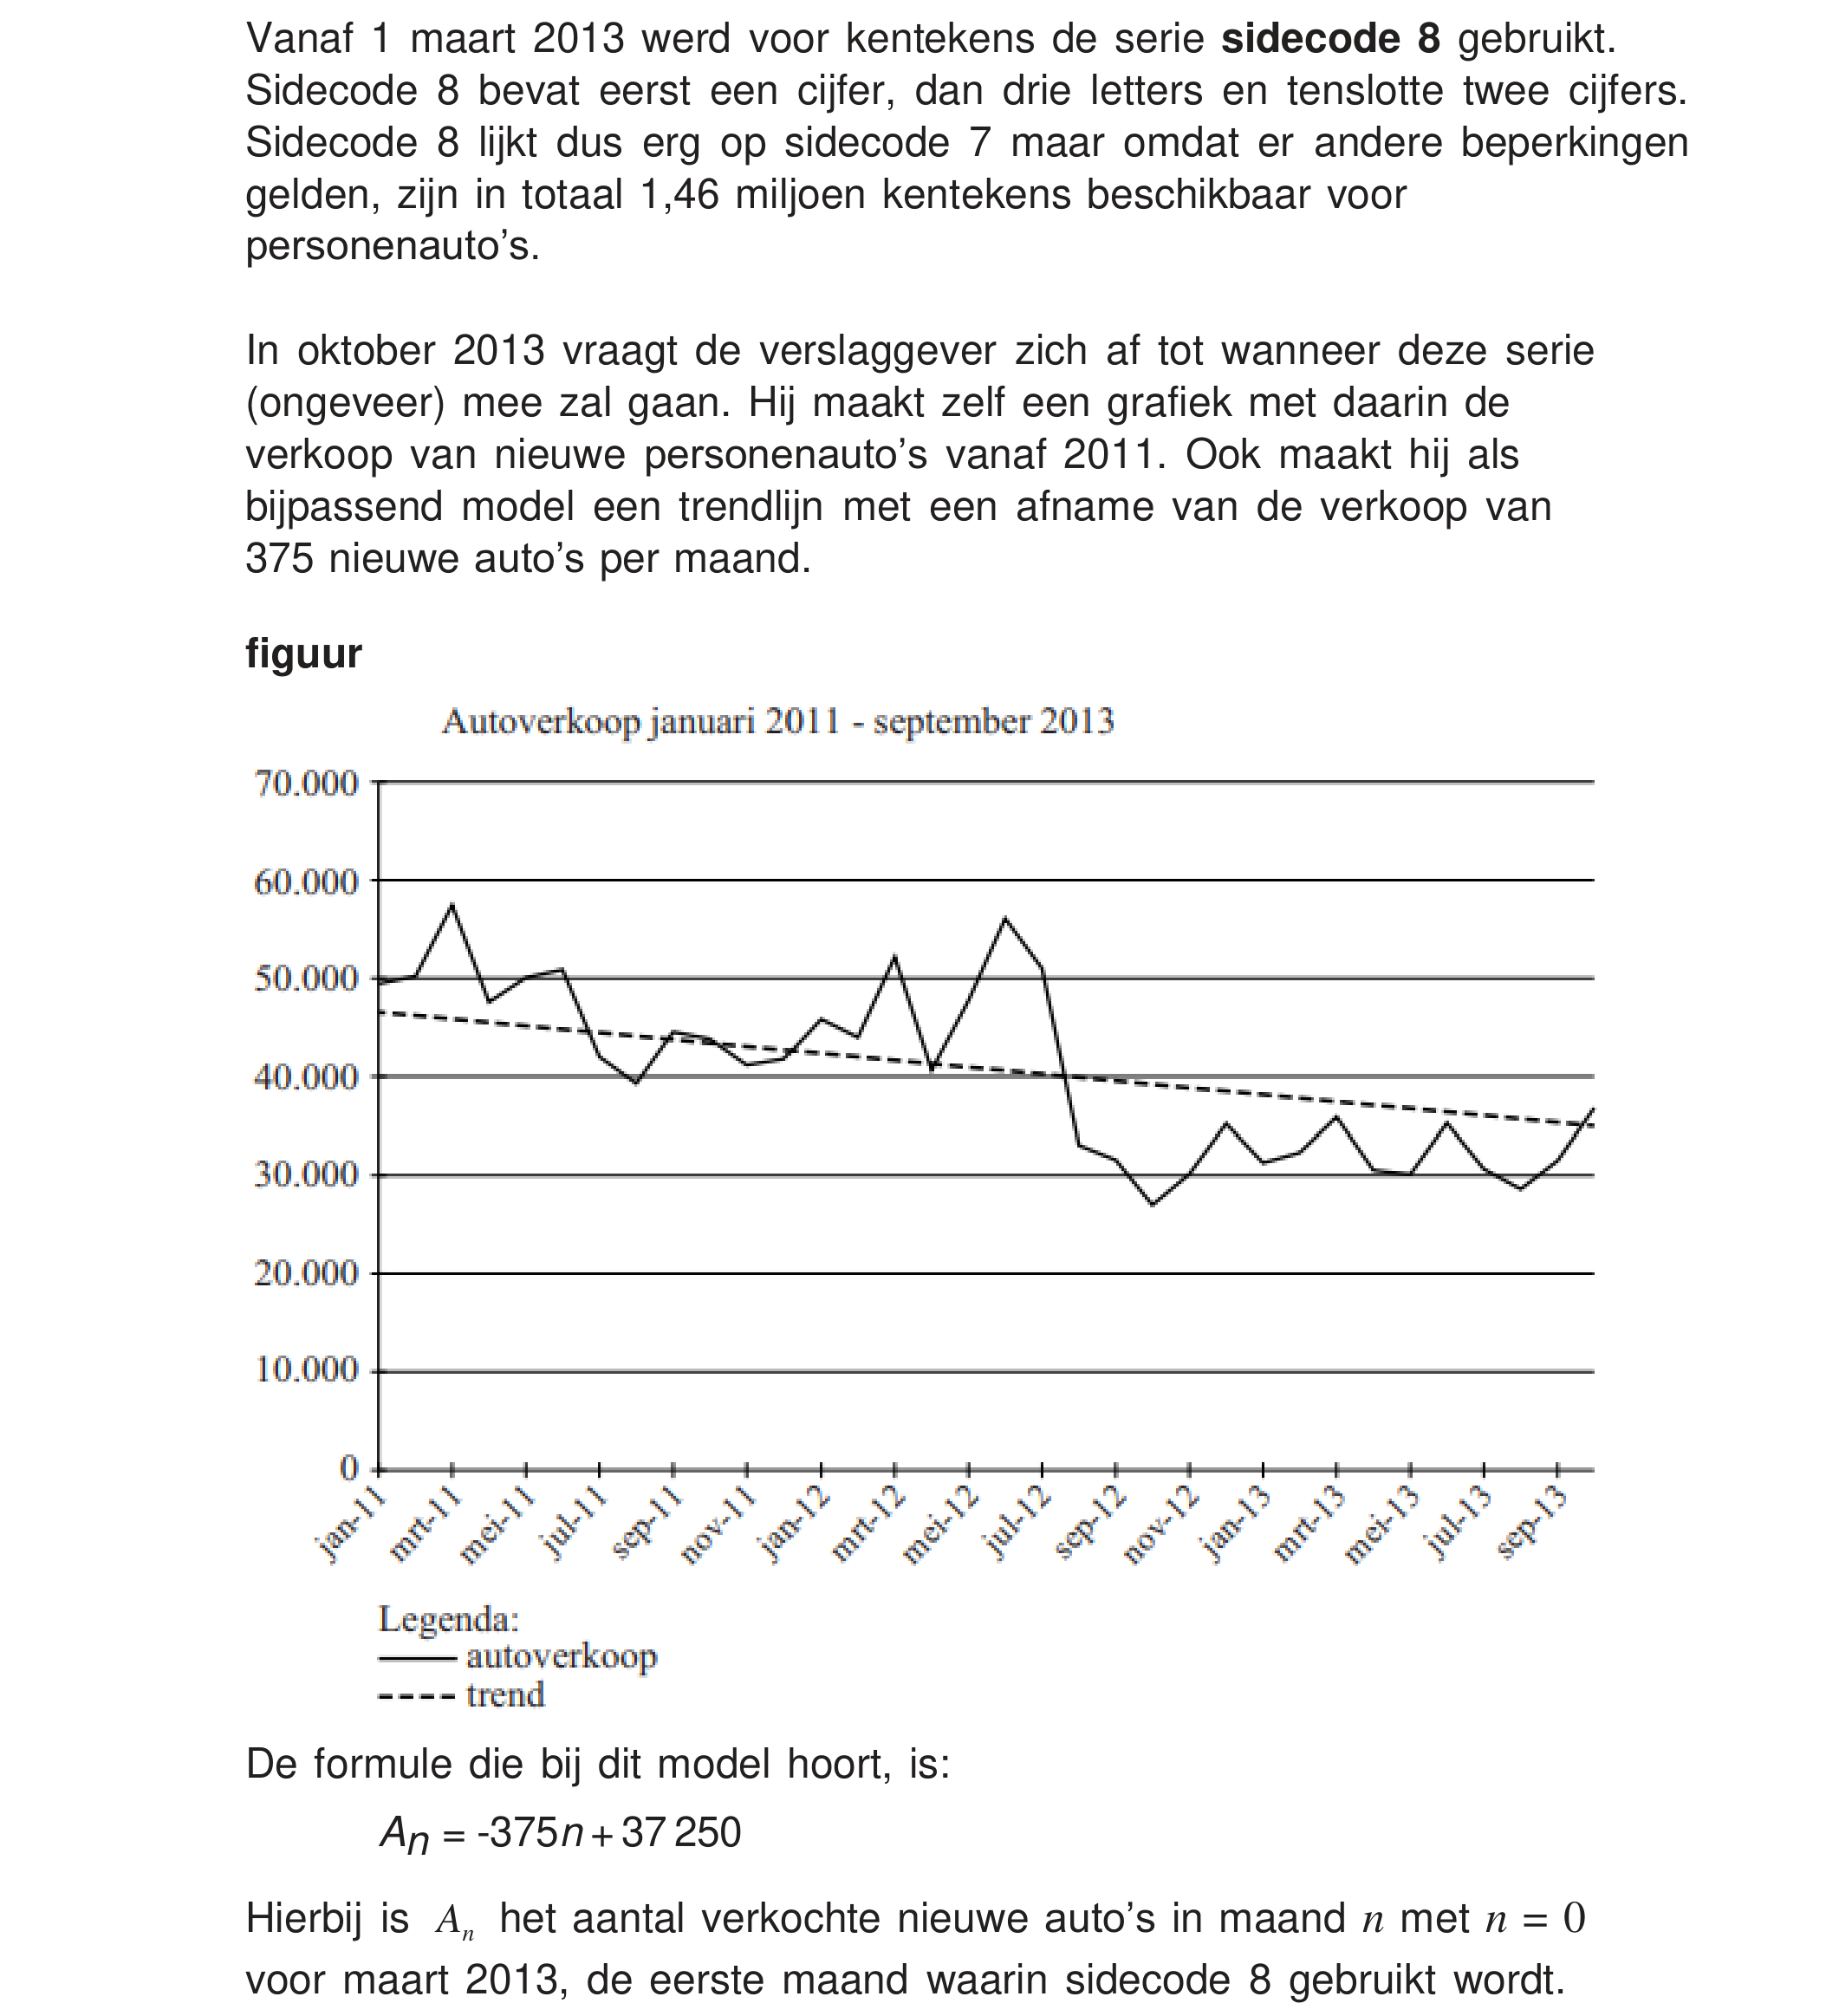 Vanaf 1 maart 2013 werd voor kentekens de serie sidecode 8 gebruikt.
Sidecode 8 bevat eerst een cijfer, dan drie letters en tenslotte twee cijfers.
Sidecode 8 lijkt dus erg op sidecode 7 maar omdat er andere beperkingen
gelden, zijn in totaal 1,46 miljoen kentekens beschikbaar voor
personenauto's.
In oktober 2013 vraagt de verslaggever zich af tot wanneer deze serie
(ongeveer) mee zal gaan. Hij maakt zelf een grafiek met daarin de
verkoop van nieuwe personenauto's vanaf 2011. Ook maakt hij als
bijpassend model een trendlijn met een afname van de verkoop van
375 nieuwe auto's per maand.
figuur
Autoverkoop januari 2011 - september 2013
70.000
60.000
50.000
40.000
30.000
20.000
10.000
0
jan-11 mrt-11 mei-11 jul-11 sep-11 nov-11 jan-12 mrt-12 mei-12 jul-12 sep-12 nov-12 jan-13 mrt-13 mei-13 jul-13 sep-13
Legenda:
autoverkoop
trend
De formule die bij dit model hoort, is:
An = -375n + 37 250
Hierbij is An het aantal verkochte nieuwe auto's in maand n met n = 0
voor maart 2013, de eerste maand waarin sidecode 8 gebruikt wordt.